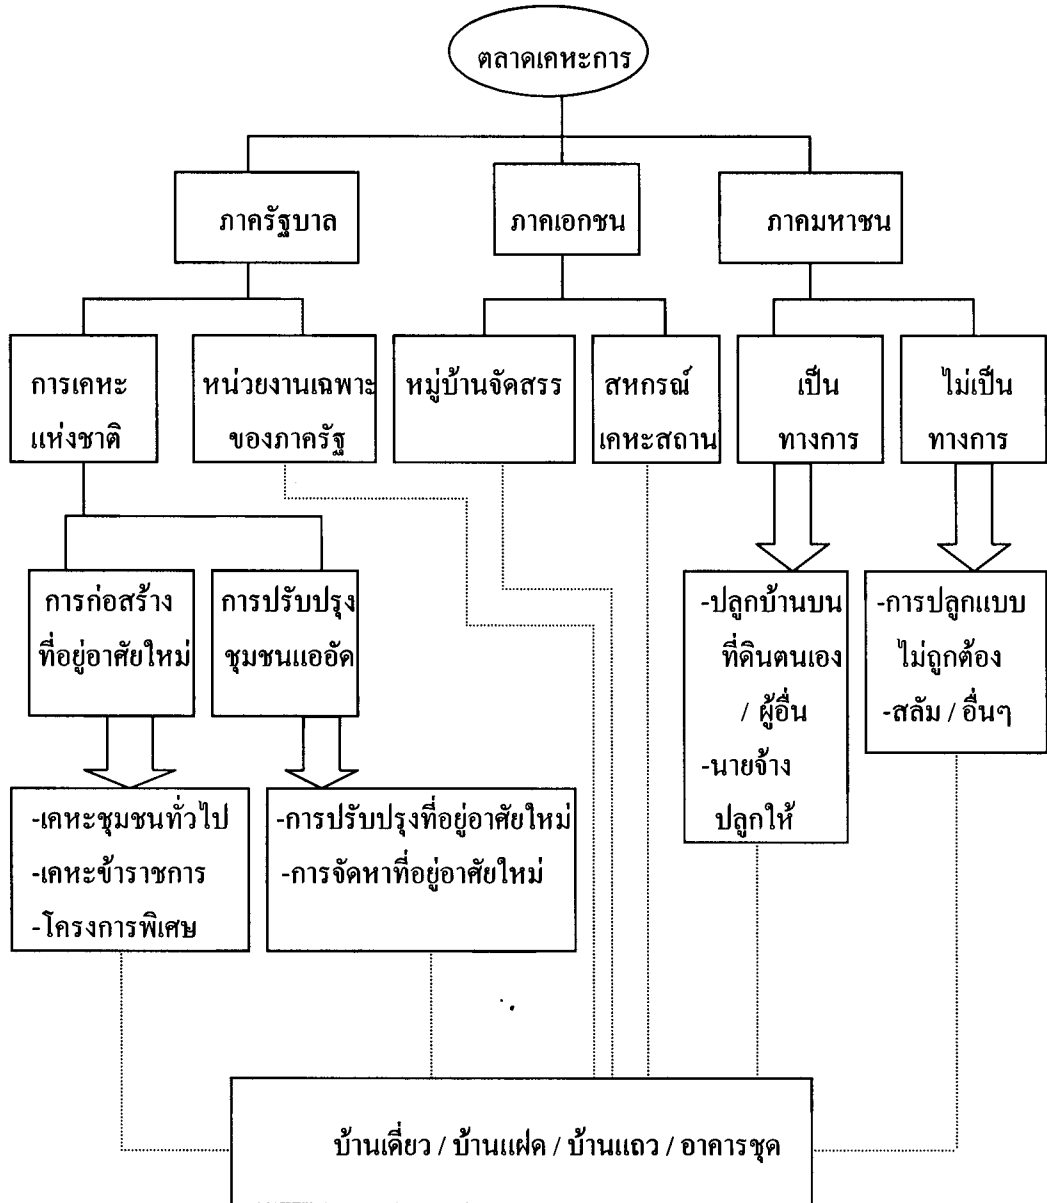 ตลาดเคหะการ
ภาครัฐบาล
ภาคเอกชน
ภาคมหาชน
การเคหะ
แห่งชาติ
หน่วยงานเฉพาะ
ของภาครัฐ
หมู่บ้านจัดสรร
สหกรณ์
เคหะสถาน
เป็น
ทางการ
ไม่เป็น
ทางการ
การก่อสร้าง
ที่อยู่อาศัยใหม่
การปรับปรุง
ชุมชนแออัด
-ปลูกบ้านบน
ที่ดินตนเอง
/ ผู้อื่น
-นายจ้าง
ปลูกให้
-การปลูกแบบ
ไม่ถูกต้อง
-สลัม / อื่นๆ
-เคหะชุมชนทั่วไป
-เคหะข้าราชการ
-โครงการพิเศษ
-การปรับปรุงที่อยู่อาศัยใหม่
-การจัดหาที่อยู่อาศัยใหม่
บ้านเดี่ยว / บ้านแฝด / บ้านแถว / อาคารชุด